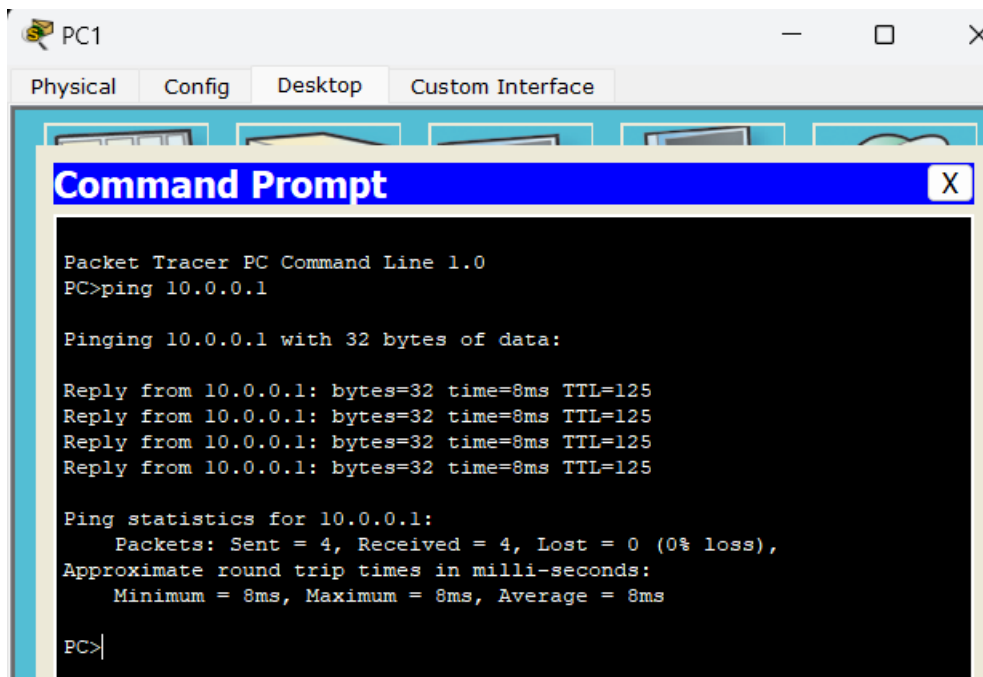 PC1
Physical Config Desktop Custom Interface
Command Prompt
X
Packet Tracer PC Command Line 1.0
PC>ping 10.0.0.1
Pinging 10.0.0.1 with 32 bytes of data:
Reply from 10.0.0.1: bytes=32 time=8ms TTL=125
Reply from 10.0.0.1: bytes=32 time=8ms TTL=125
Reply from 10.0.0.1: bytes=32 time=8ms TTL=125
Reply from 10.0.0.1: bytes=32 time=8ms TTL=125
Ping statistics for 10.0.0.1:
Packets: Sent = 4, Received = 4, Lost = 0 (0% loss),
Approximate round trip times in milli-seconds:
Minimum = 8ms, Maximum = 8ms, Average = 8ms
PC>